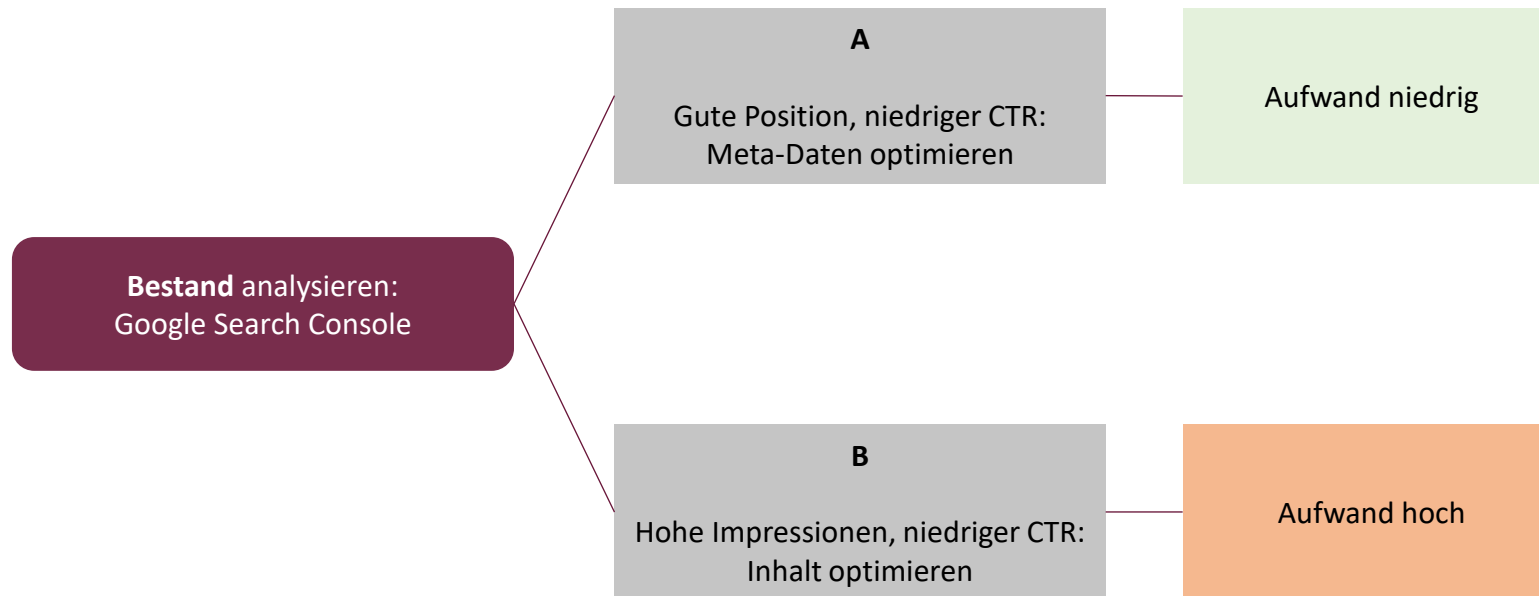 Bestand analysieren:
Google Search Console
A
Gute Position, niedriger CTR:
Meta-Daten optimieren
Aufwand niedrig
B
Hohe Impressionen, niedriger CTR:
Inhalt optimieren
Aufwand hoch